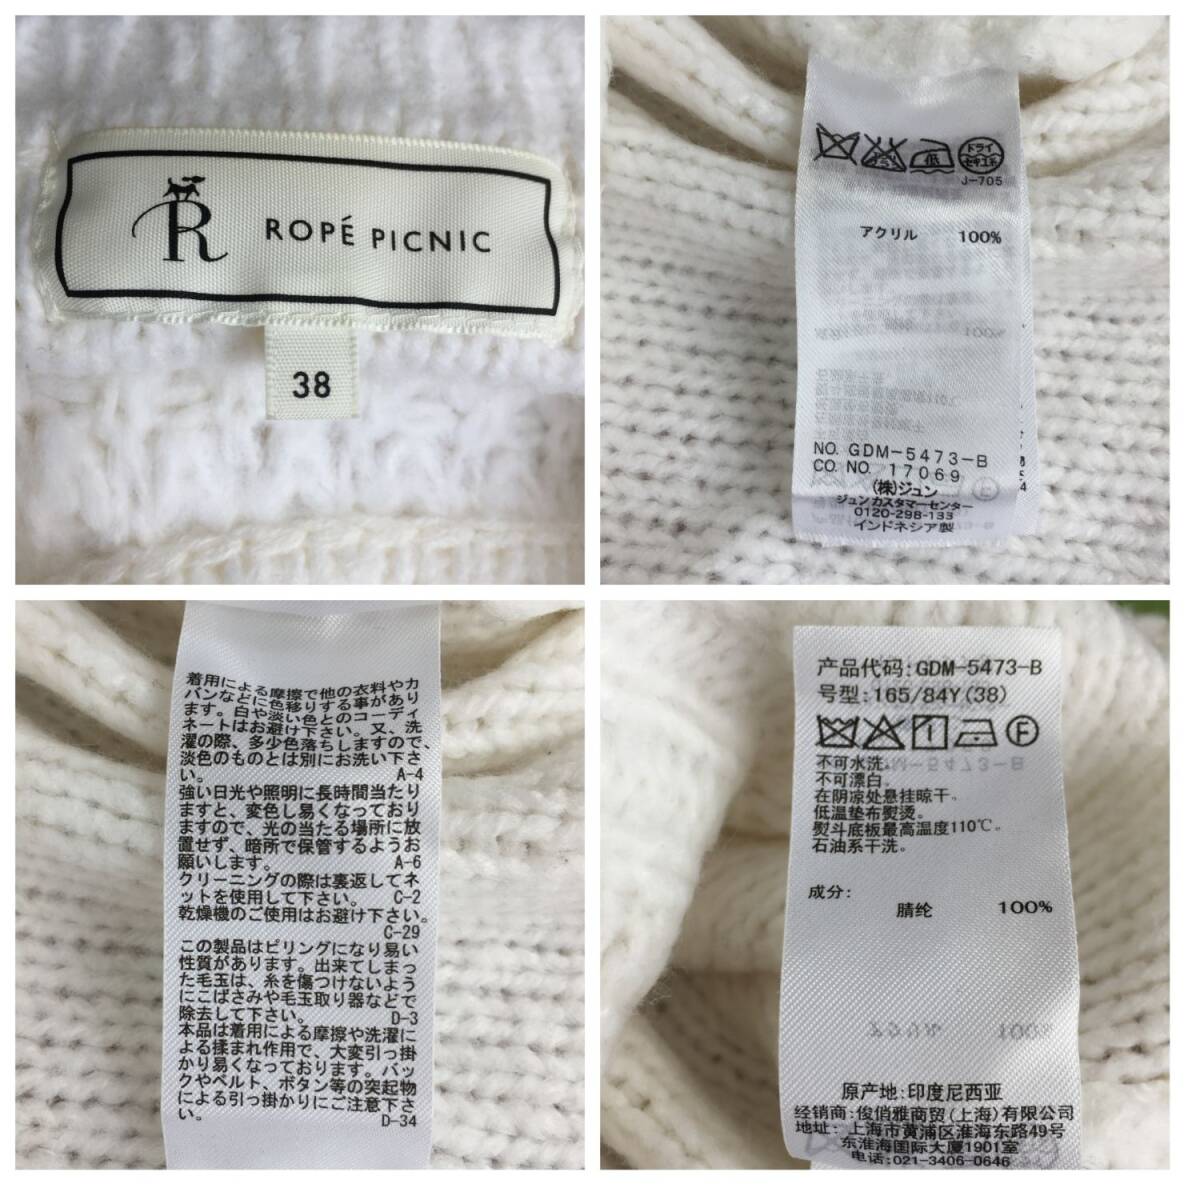 R ROPÉ PICNIC
38
エンソフラ
低
ドライ
セキユ系
J-705
アクリル 100%
NO. GDM-5473-B
CO. NO. 17069
(株)ジュン
ジュンカスタマーセンター
0120-298-133
インドネシア製
着用による摩擦で他の衣料やカ
バンなどに色移りする事があり
ます。白や淡い色とのコーディ
ネートはお避け下さい。又、洗
濯の際、多少色落ちしますので、
淡色のものとは別にお洗い下さ
い。 A-4
強い日光や照明に長時間当たり
ますと、変色し易くなっており
ますので、光の当たる場所に放
置せず、暗所で保管するようお
願いします。 A-6
クリーニングの際は裏返してネ
ットを使用して下さい。 C-2
乾燥機のご使用はお避け下さい。
C-29
この製品はピリングになり易い
性質があります。出来てしまっ
た毛玉は、糸を傷つけないよう
ににこばさみや毛玉取り器などで
除去して下さい。 D-3
本品は着用による摩擦や洗濯に
よる揉まれ作用で、大変引っ掛
かり易くなっております。バッ
クやベルト、ボタン等の突起物
による引っ掛かりにご注意下さ
い。 D-34
产品代码:GDM-5473-B
号型:165/84Y(38)
F
不可水洗。
不可漂白。
在阴凉处悬挂晾干。
低温垫布熨烫。
熨斗底板最高温度110℃。
石油系干洗。
成分:
腈纶 100%
原产地:印度尼西亚
经销商:俊俏雅商贸(上海)有限公司
地址: 上海市黄浦区淮海东路49号
东淮海国际大厦1901室
电话:021-3406-0646